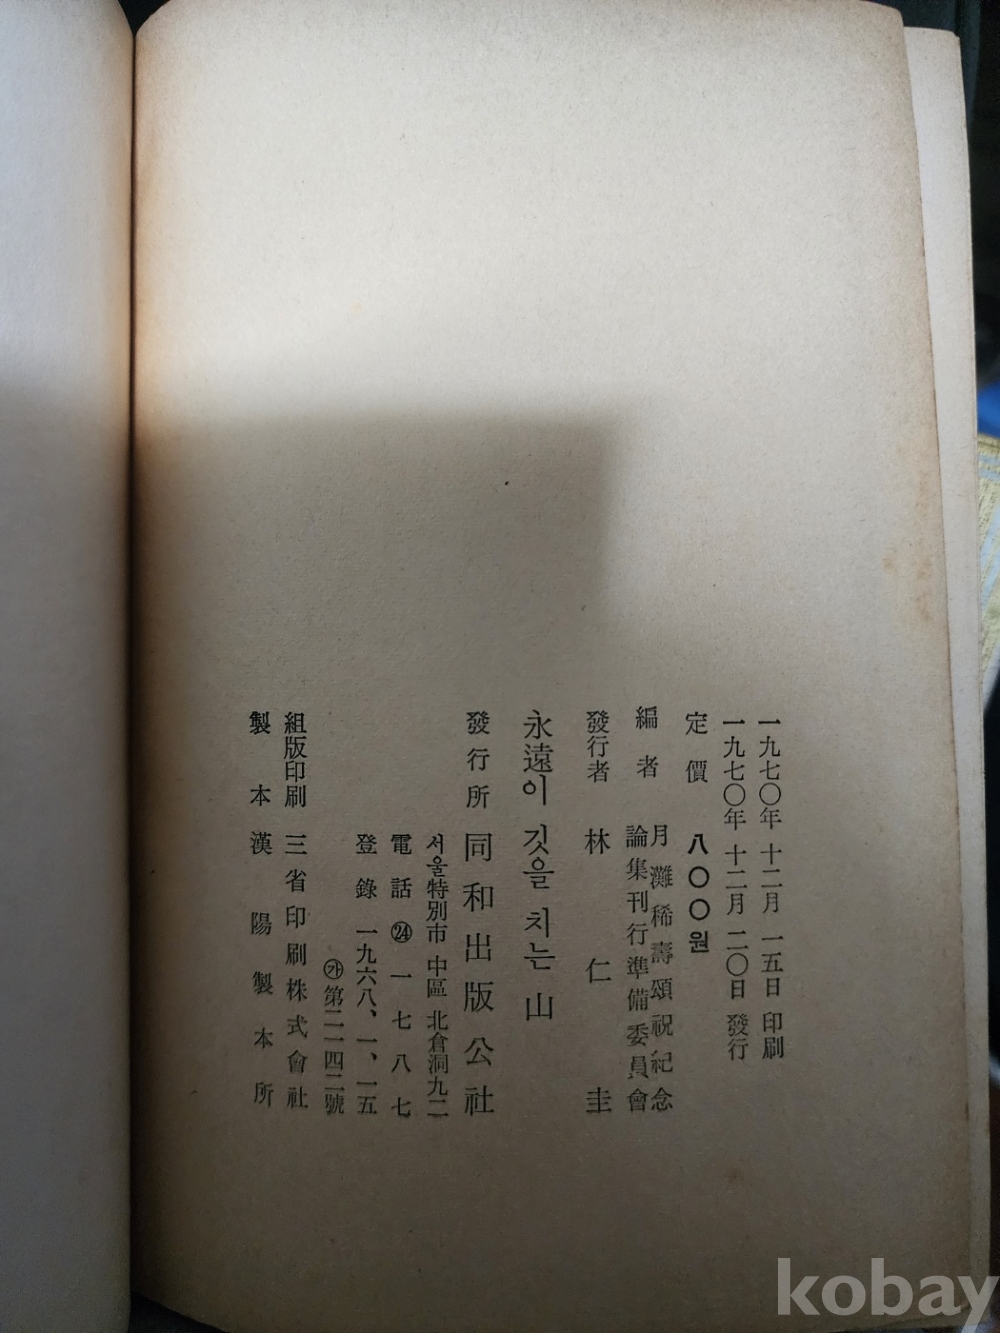 一九七〇年 十二月 一五日 印刷
一九七〇年 十二月 二〇日 發行
定價 八〇〇원
編者 月灘稀壽頌祝紀念
論集刊行準備委員會
發行者 林仁圭
永遠이 깃을 치는 山
發行所 同和出版公社
서울特別市 中區 北倉洞九二
電話 ㉔ 一七八七
登錄 一九六八、一、一五
㉮第二一四二號
組版印刷 三省印刷株式會社
製本 漢陽製本所
kobay